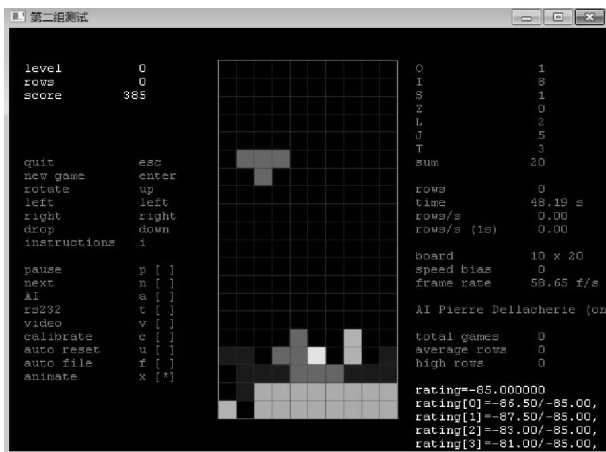 第二组测试
level 0
rows 0
score 385
quit esc
new game enter
rotate up
left left
right right
drop down
instructions i
pause p [ ]
next n [ ]
AI a [ ]
rs232 t [ ]
video v [ ]
calibrate c [ ]
auto reset u [ ]
auto file f [ ]
animate x [*]
O 1
I 8
S 1
Z 0
L 2
J 5
T 3
sum 20
rows 0
time 48.19 s
rows/s 0.00
rows/s (1s) 0.00
board 10 x 20
speed bias 0
frame rate 58.65 f/s
AI Pierre Dellacherie (on
total games 0
average rows 0
high rows 0
rating=-85.000000
rating[0]=-86.50/-85.00,
rating[1]=-87.50/-85.00,
rating[2]=-83.00/-85.00,
rating[3]=-81.00/-85.00,